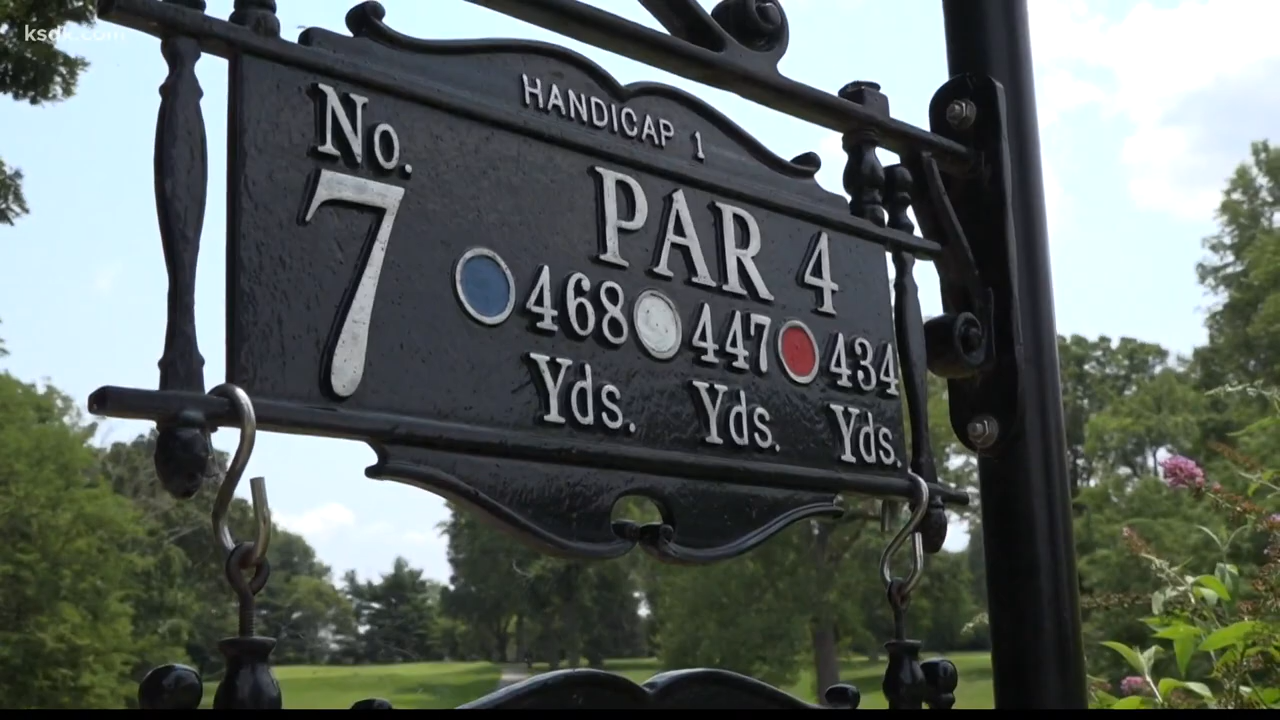 ksdk.com
HANDICAP 1
No.
7
PAR 4
468 447 434
Yds. Yds. Yds.